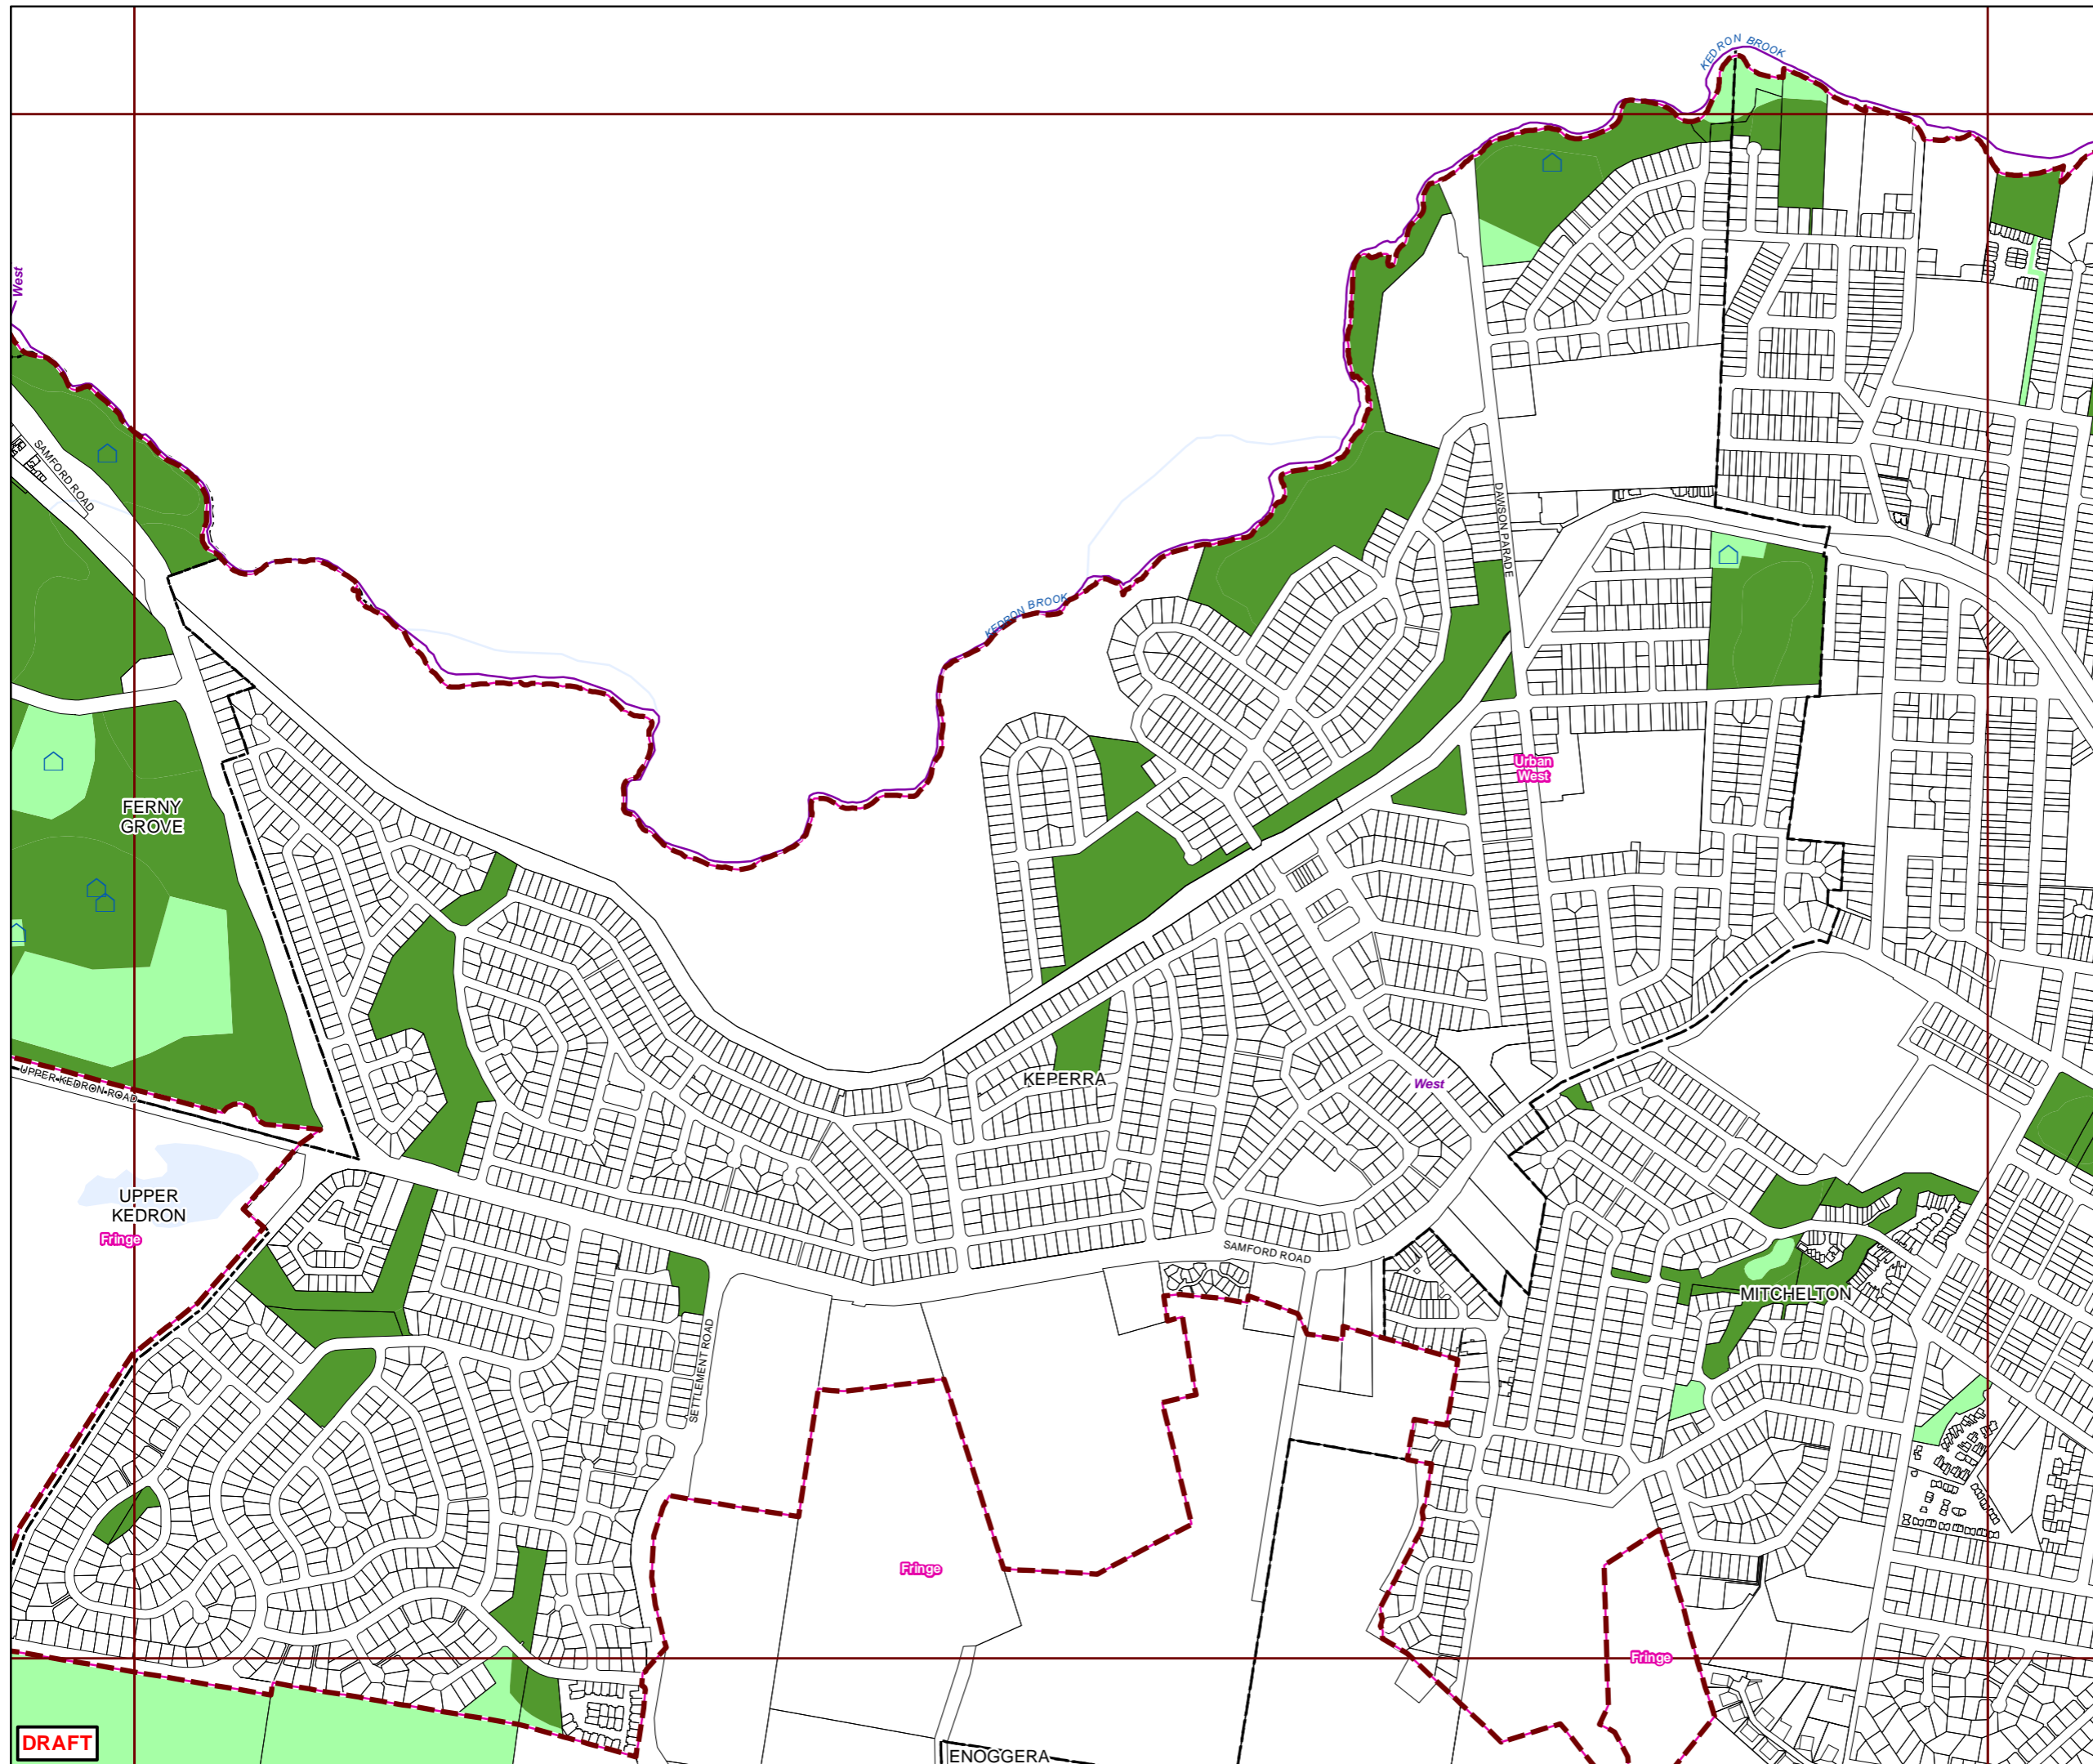 KEDRON BROOK
West
SAMFORD ROAD
DAWSON PARADE
KEDRON BROOK
Urban
West
FERNY
GROVE
KEPERRA
West
UPPER KEDRON ROAD
UPPER
KEDRON
Fringe
SAMFORD ROAD
MITCHELTON
SETTLEMENT ROAD
Fringe
Fringe
DRAFT
ENOGGERA